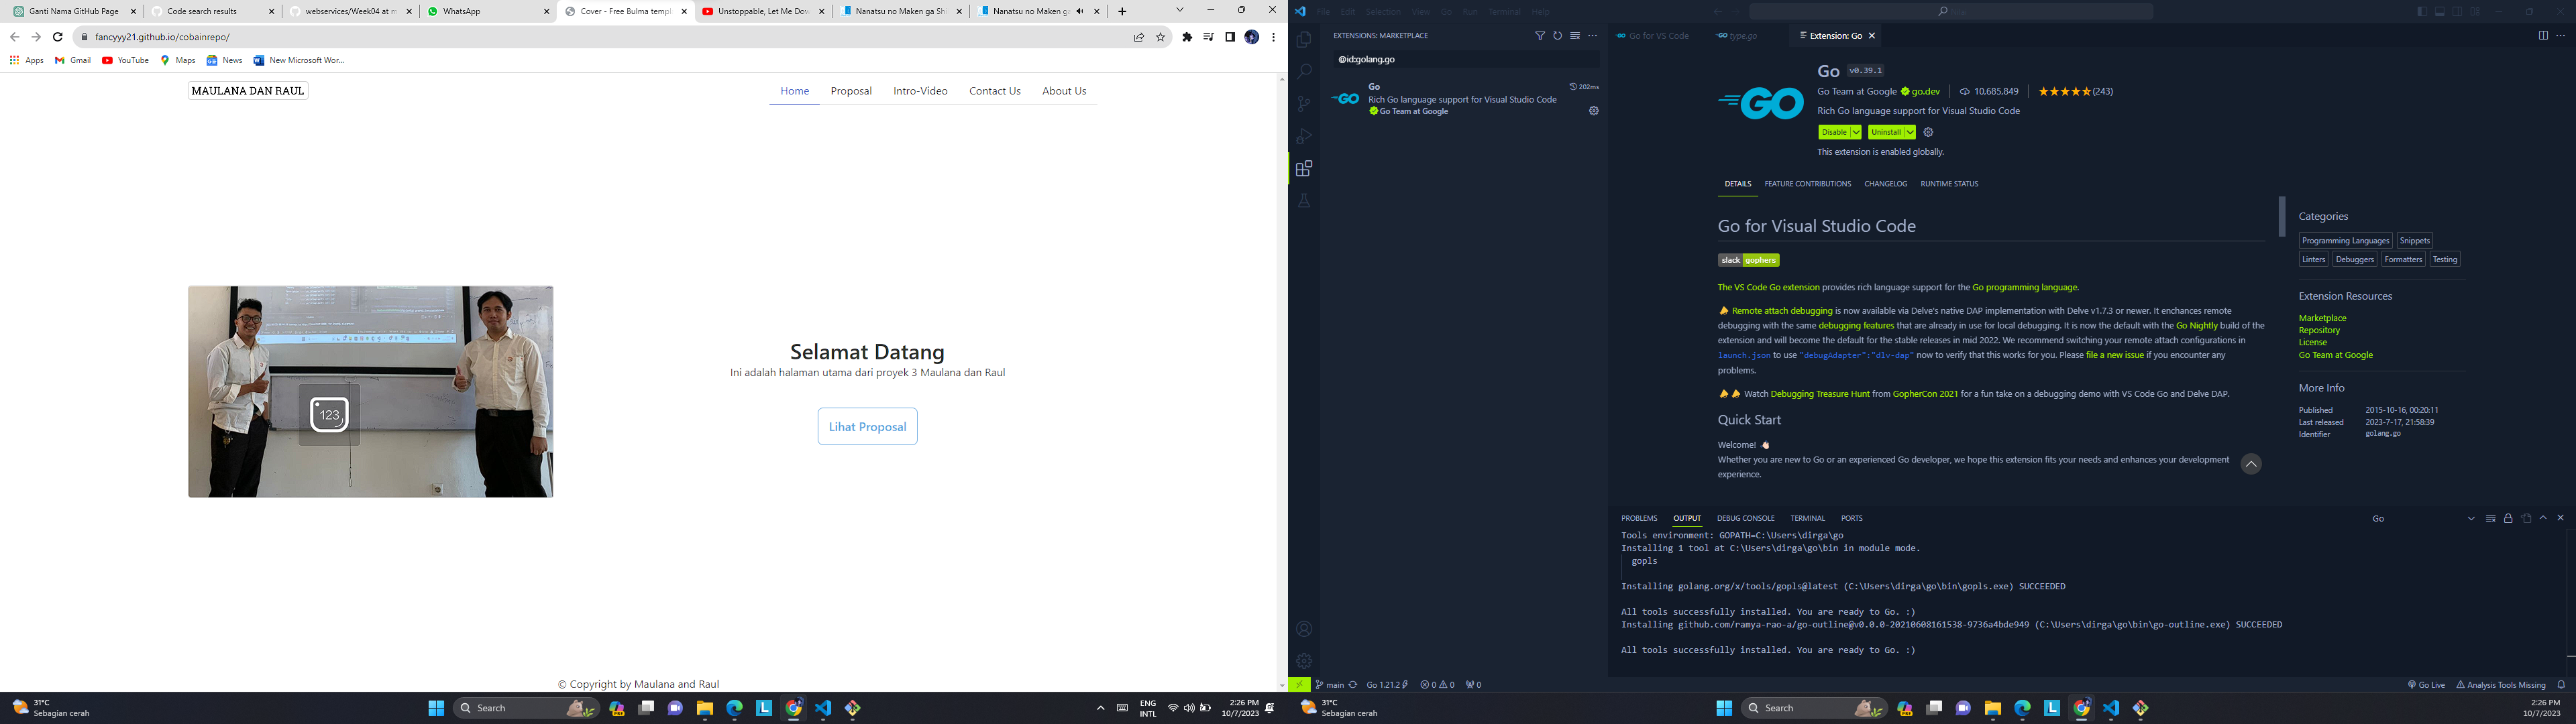 Ganti Nama GitHub Page
Code search results
webservices/Week04 at m
WhatsApp
Cover - Free Bulma templ
Unstoppable, Let Me Dow
Nanatsu no Maken ga Shi
Nanatsu no Maken ga
fancyyy21.github.io/cobainrepo/
Apps
Gmail
YouTube
Maps
News
New Microsoft Wor...
MAULANA DAN RAUL
Home
Proposal
Intro-Video
Contact Us
About Us
123
Selamat Datang
Ini adalah halaman utama dari proyek 3 Maulana dan Raul
Lihat Proposal
© Copyright by Maulana and Raul
31°C
Sebagian cerah
Search
ENG
INTL
2:26 PM
10/7/2023
File Edit Selection View Go Run Terminal Help
EXTENSIONS: MARKETPLACE
@id:golang.go
Go
202ms
Rich Go language support for Visual Studio Code
Go Team at Google
Go for VS Code
type.go
Extension: Go
Go v0.39.1
Go Team at Google go.dev 10,685,849 (243)
Rich Go language support for Visual Studio Code
Disable
Uninstall
This extension is enabled globally.
DETAILS FEATURE CONTRIBUTIONS CHANGELOG RUNTIME STATUS
Go for Visual Studio Code
slack gophers
The VS Code Go extension provides rich language support for the Go programming language.
Remote attach debugging is now available via Delve's native DAP implementation with Delve v1.7.3 or newer. It enchances remote
debugging with the same debugging features that are already in use for local debugging. It is now the default with the Go Nightly build of the
extension and will become the default for the stable releases in mid 2022. We recommend switching your remote attach configurations in
launch.json to use "debugAdapter":"dlv-dap" now to verify that this works for you. Please file a new issue if you encounter any
problems.
Watch Debugging Treasure Hunt from GopherCon 2021 for a fun take on a debugging demo with VS Code Go and Delve DAP.
Quick Start
Welcome!
Whether you are new to Go or an experienced Go developer, we hope this extension fits your needs and enhances your development
experience.
Categories
Programming Languages
Snippets
Linters
Debuggers
Formatters
Testing
Extension Resources
Marketplace
Repository
License
Go Team at Google
More Info
Published 2015-10-16, 00:20:11
Last released 2023-7-17, 21:58:39
Identifier golang.go
PROBLEMS OUTPUT DEBUG CONSOLE TERMINAL PORTS
Go
Tools environment: GOPATH=C:\Users\dirga\go
Installing 1 tool at C:\Users\dirga\go\bin in module mode.
gopls
Installing golang.org/x/tools/gopls@latest (C:\Users\dirga\go\bin\gopls.exe) SUCCEEDED
All tools successfully installed. You are ready to Go. :)
Installing github.com/ramya-rao-a/go-outline@v0.0.0-20210608161538-9736a4bde949 (C:\Users\dirga\go\bin\go-outline.exe) SUCCEEDED
All tools successfully installed. You are ready to Go. :)
main
Go 1.21.2
0 0
0
Go Live
Analysis Tools Missing
31°C
Sebagian cerah
Search
2:26 PM
10/7/2023